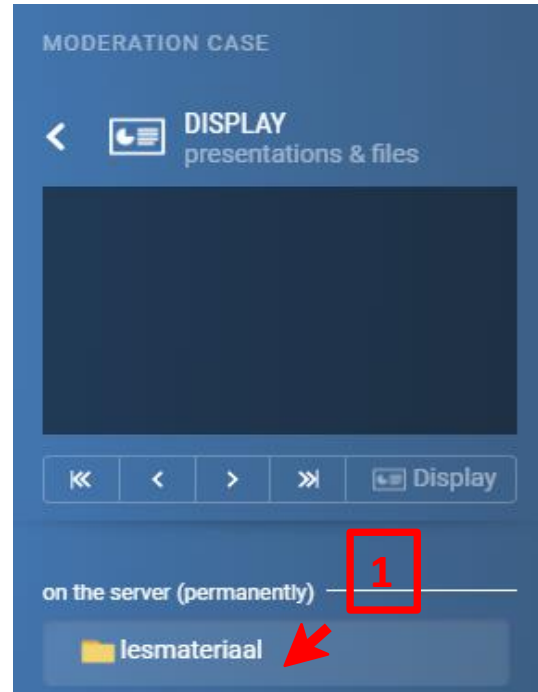 MODERATION CASE
DISPLAY
presentations & files
Display
1
on the server (permanently)
lesmateriaal